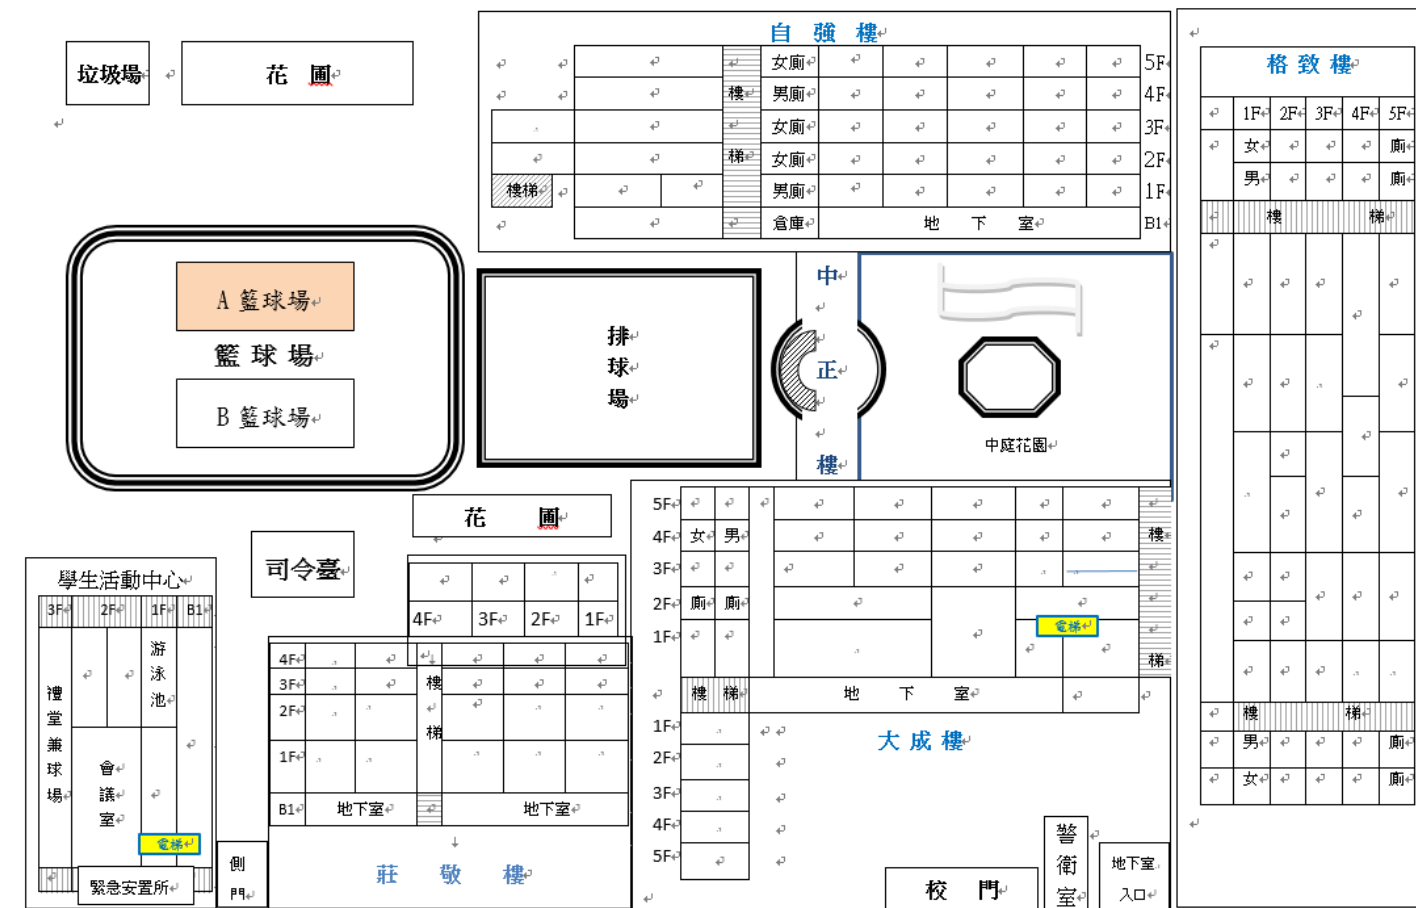 垃圾場
花 圃
自 強 樓
女廁 5F
樓 男廁 4F
女廁 3F
梯 女廁 2F
樓梯 男廁 1F
倉庫 地 下 室 B1
格 致 樓
1F 2F 3F 4F 5F
女 廁
男 廁
樓 梯
樓 梯
男 廁
女 廁
A 籃球場
籃 球 場
B 籃球場
排
球
場
中
正
樓
中庭花園
花 圃
司令臺
學生活動中心
3F 2F 1F B1
游
泳
池
禮
堂
兼
球
場
會
議
室
電梯
緊急安置所
側
門
4F 3F 2F 1F
4F
3F 樓
2F
梯
1F
B1 地下室 地下室
莊 敬 樓
5F
4F 女 男 樓
3F
2F 廁 廁
電梯
1F
梯
樓 梯 地 下 室
1F
大 成 樓
2F
3F
4F
5F
校 門
警
衛
室
地下室
入口